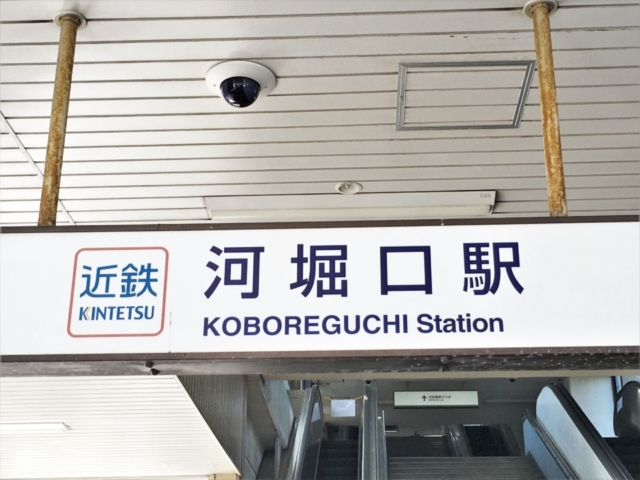 近鉄
KINTETSU
河堀口駅
KOBOREGUCHI Station